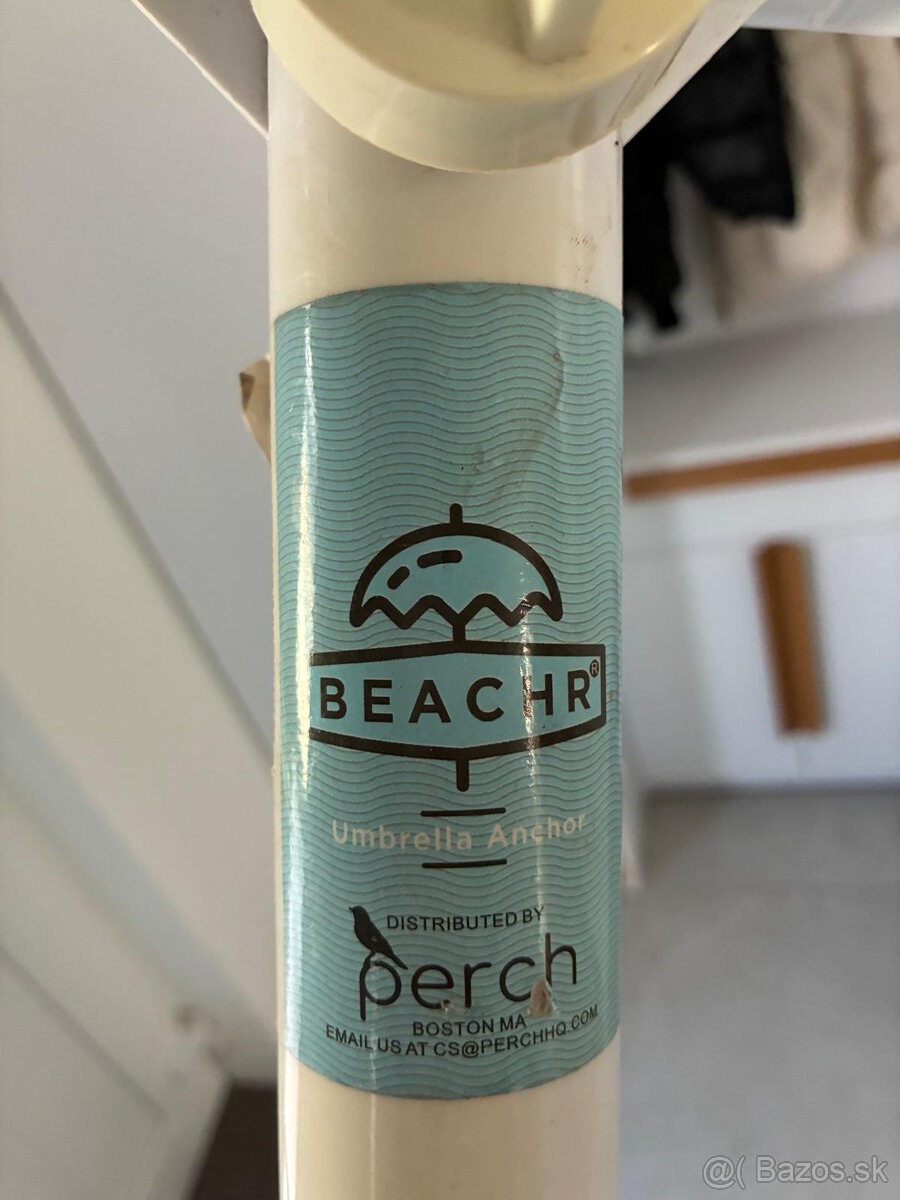 BEACHR®
Umbrella Anchor
DISTRIBUTED BY
perch
BOSTON MA
EMAIL US AT CS@PERCHHQ.COM
@( Bazos.sk